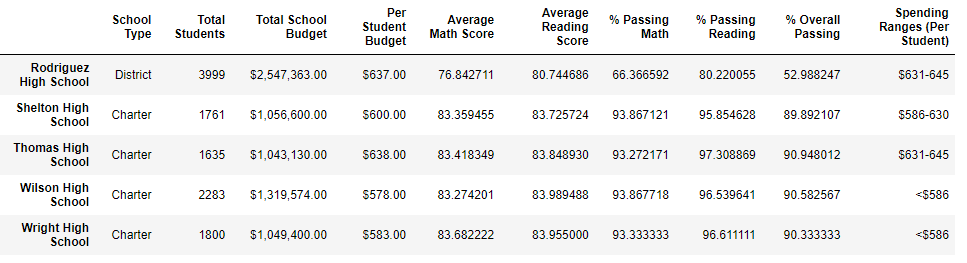 School Type Total Students Total School Budget Per Student Budget Average Math Score Average Reading Score % Passing Math % Passing Reading % Overall Passing Spending Ranges (Per Student)
Rodriguez High School District 3999 $2,547,363.00 $637.00 76.842711 80.744686 66.366592 80.220055 52.988247 $631-645
Shelton High School Charter 1761 $1,056,600.00 $600.00 83.359455 83.725724 93.867121 95.854628 89.892107 $586-630
Thomas High School Charter 1635 $1,043,130.00 $638.00 83.418349 83.848930 93.272171 97.308869 90.948012 $631-645
Wilson High School Charter 2283 $1,319,574.00 $578.00 83.274201 83.989488 93.867718 96.539641 90.582567 <$586
Wright High School Charter 1800 $1,049,400.00 $583.00 83.682222 83.955000 93.333333 96.611111 90.333333 <$586